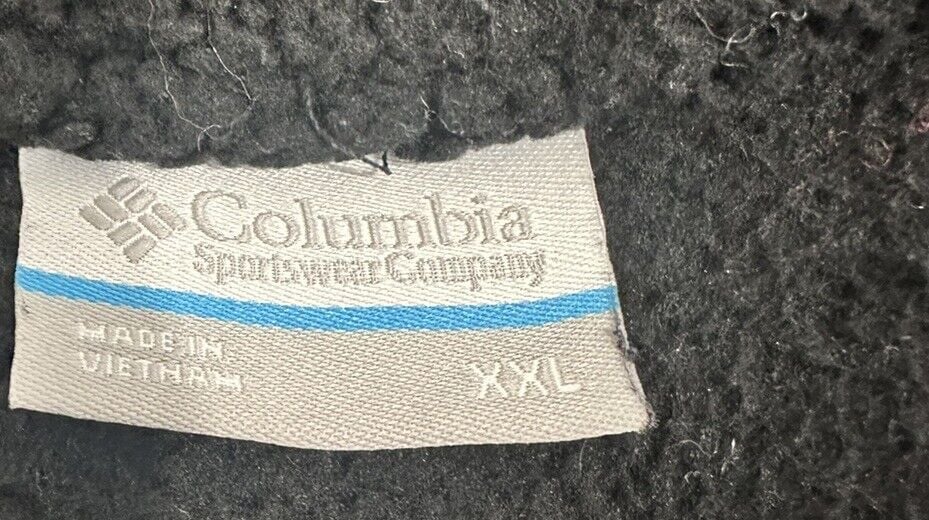 Columbia
Sportswear Company
MADE IN
VIETNAM
XXL